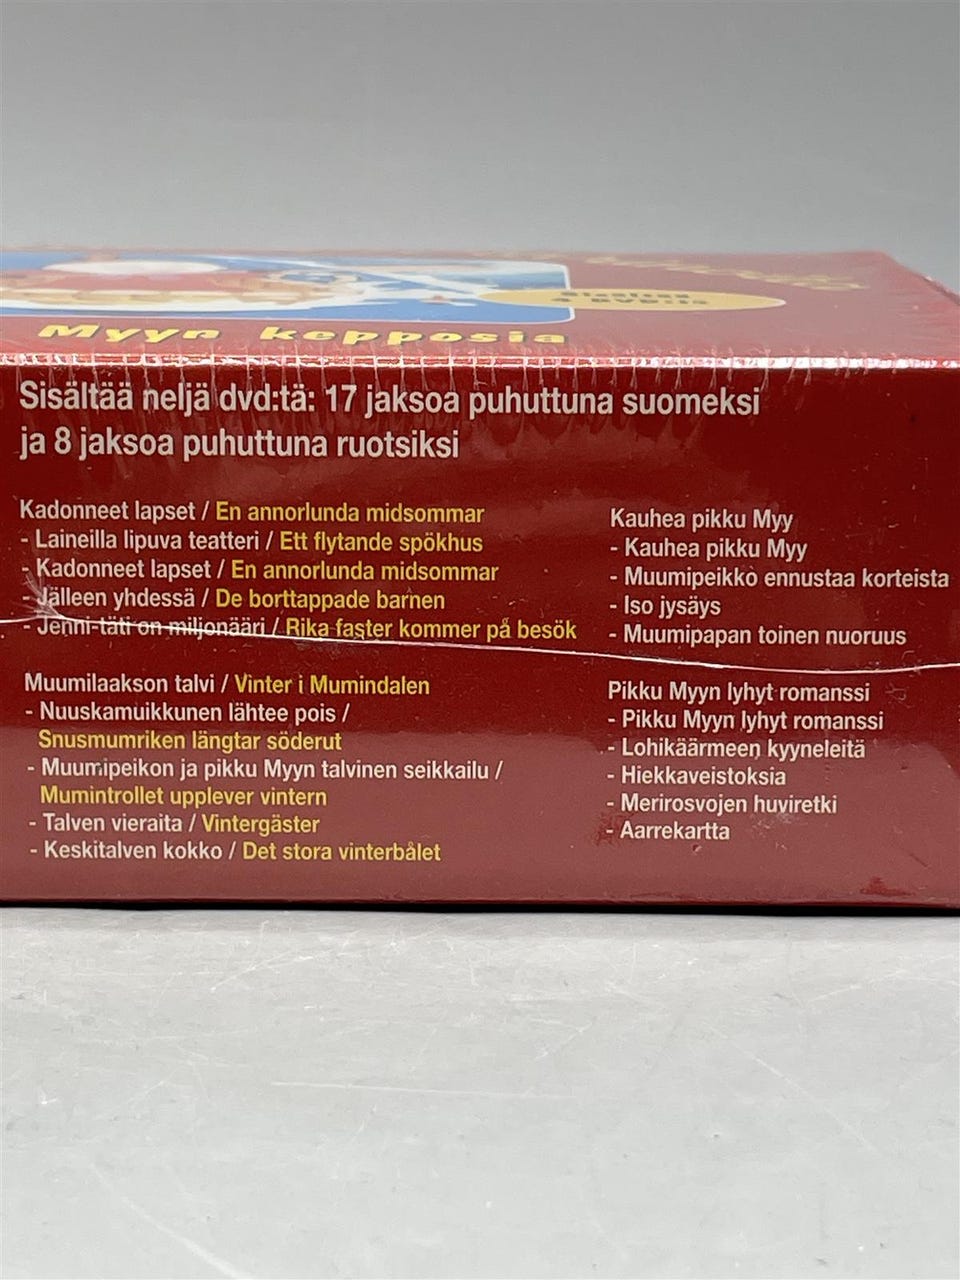 Myyn kepposia
Sisältää neljä dvd:tä: 17 jaksoa puhuttuna suomeksi
ja 8 jaksoa puhuttuna ruotsiksi
Kadonneet lapset / En annorlunda midsommar
- Laineilla lipuva teatteri / Ett flytande spökhus
- Kadonneet lapset / En annorlunda midsommar
- Jälleen yhdessä / De borttappade barnen
- Jenni-täti on miljonääri / Rika faster kommer på besök
Muumilaakson talvi / Vinter i Mumindalen
- Nuuskamuikkunen lähtee pois /
Snusmumriken längtar söderut
- Muumipeikon ja pikku Myyn talvinen seikkailu /
Mumintrollet upplever vintern
- Talven vieraita / Vintergäster
- Keskitalven kokko / Det stora vinterbålet
Kauhea pikku Myy
- Kauhea pikku Myy
- Muumipeikko ennustaa korteista
- Iso jysäys
- Muumipapan toinen nuoruus
Pikku Myyn lyhyt romanssi
- Pikku Myyn lyhyt romanssi
- Lohikäärmeen kyyneleitä
- Hiekkaveistoksia
- Merirosvojen huviretki
- Aarrekartta